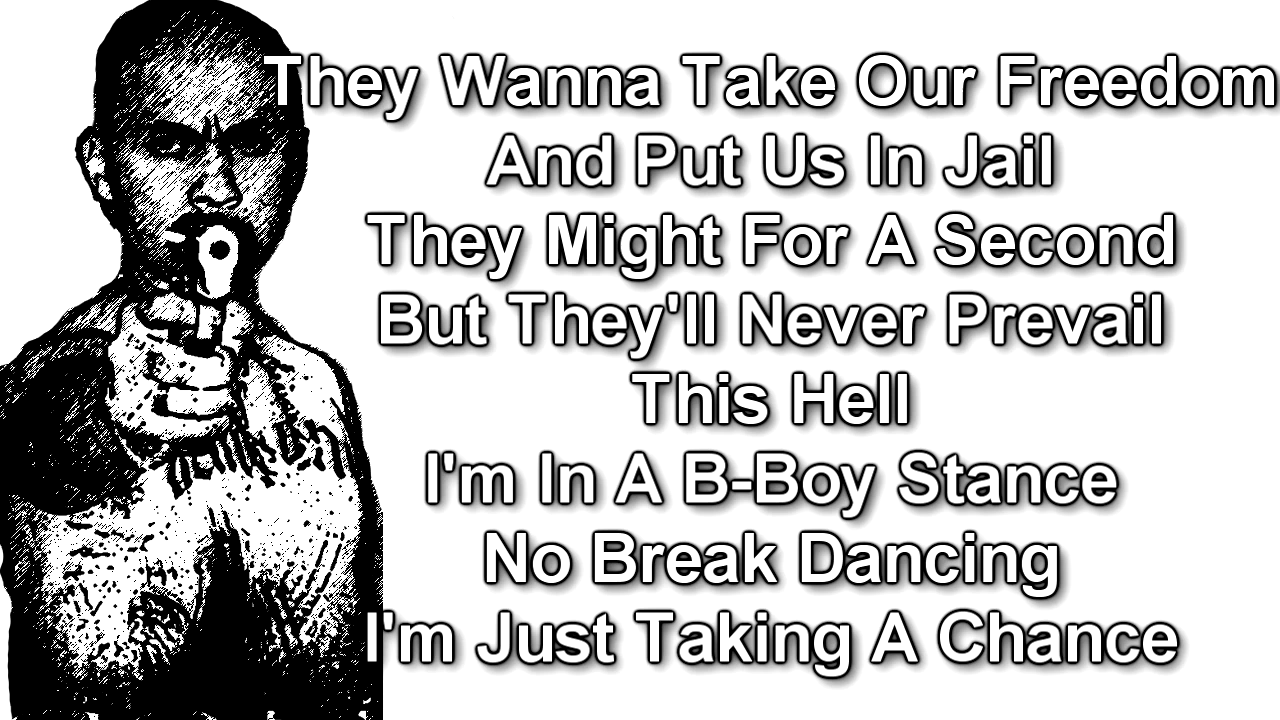 They Wanna Take Our Freedom
And Put Us In Jail
They Might For A Second
But They'll Never Prevail
This Hell
I'm In A B-Boy Stance
No Break Dancing
I'm Just Taking A Chance